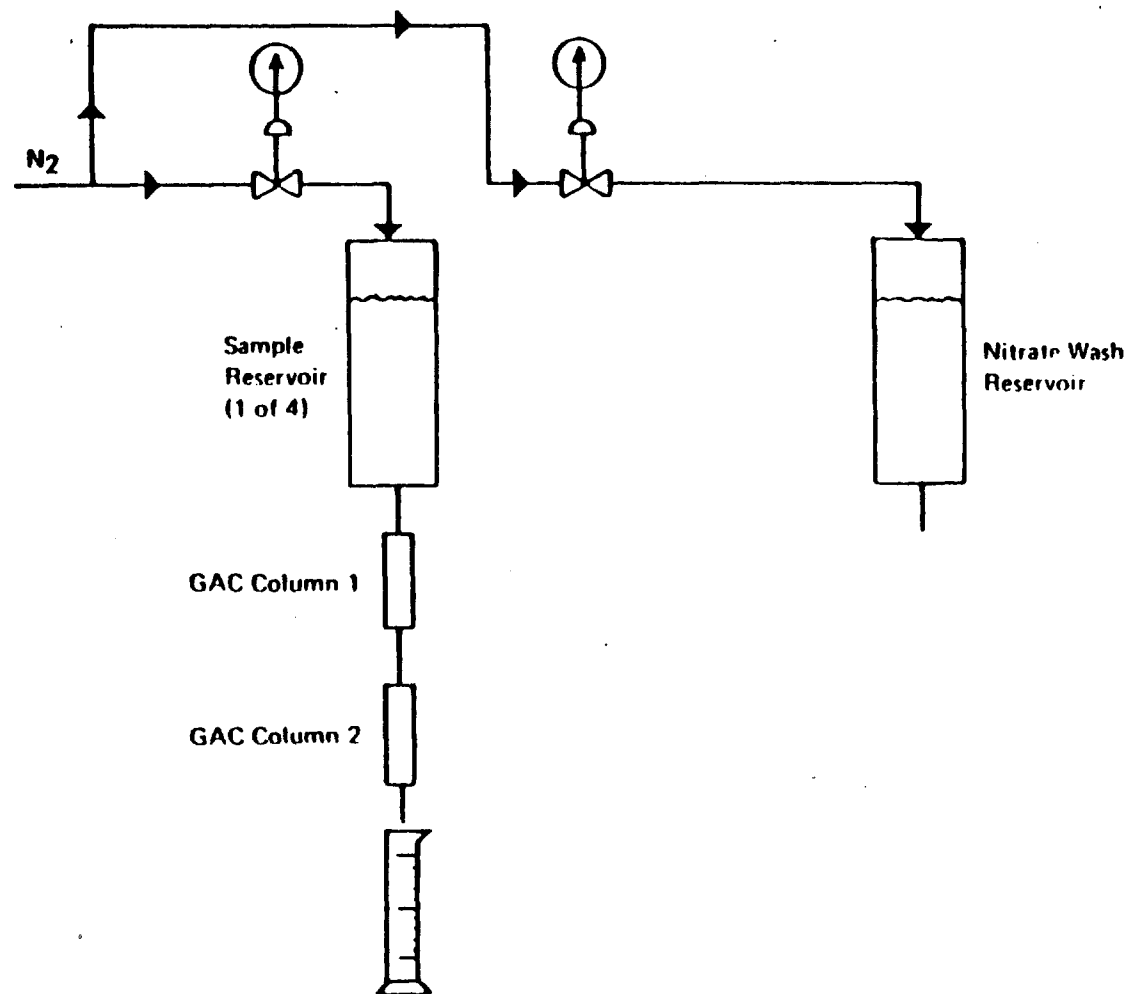 N2
Sample
Reservoir
(1 of 4)
Nitrate Wash
Reservoir
GAC Column 1
GAC Column 2